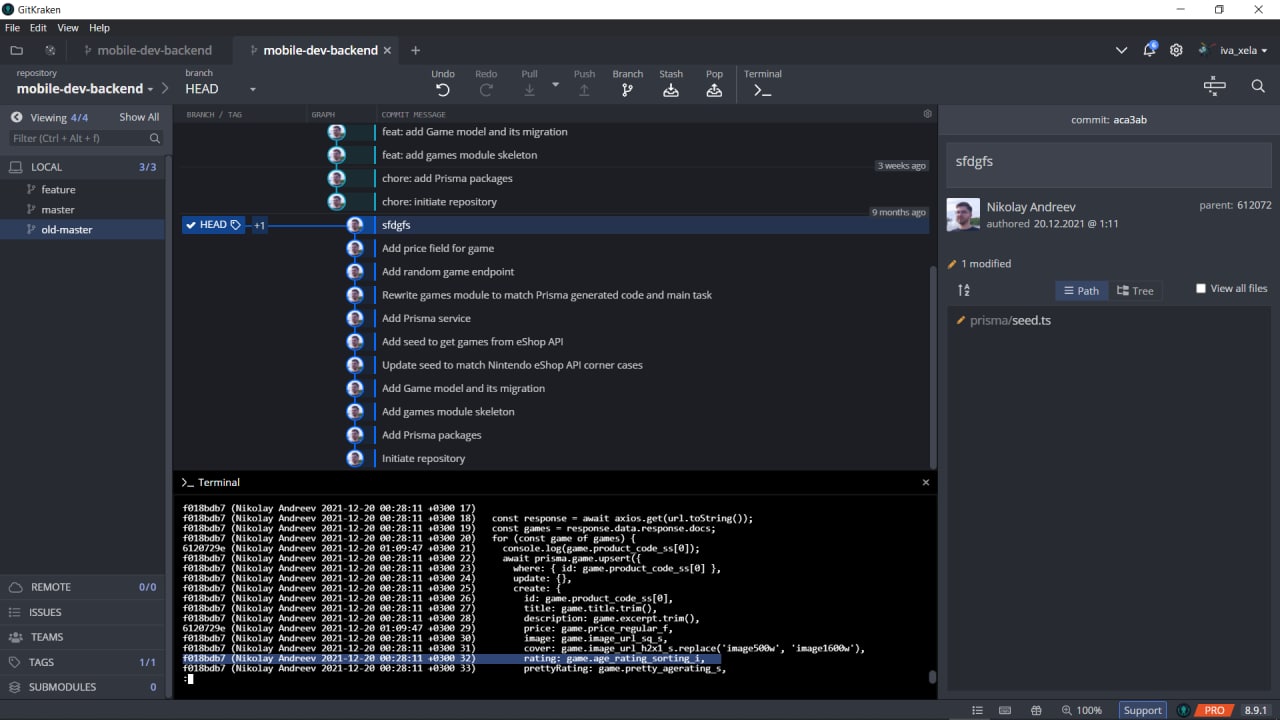 GitKraken
File Edit View Help
mobile-dev-backend
mobile-dev-backend
repository
mobile-dev-backend
branch
HEAD
Undo
Redo
Pull
Push
Branch
Stash
Pop
Terminal
6
iva_xela
Viewing 4/4
Show All
Filter (Ctrl + Alt + f)
LOCAL 3/3
feature
master
old-master
REMOTE 0/0
ISSUES
TEAMS
TAGS 1/1
SUBMODULES 0
BRANCH / TAG
GRAPH
COMMIT MESSAGE
feat: add Game model and its migration
feat: add games module skeleton
3 weeks ago
chore: add Prisma packages
chore: initiate repository
9 months ago
HEAD +1 sfdgfs
Add price field for game
Add random game endpoint
Rewrite games module to match Prisma generated code and main task
Add Prisma service
Add seed to get games from eShop API
Update seed to match Nintendo eShop API corner cases
Add Game model and its migration
Add games module skeleton
Add Prisma packages
Initiate repository
>_ Terminal
f018bdb7 (Nikolay Andreev 2021-12-20 00:28:11 +0300 17)
f018bdb7 (Nikolay Andreev 2021-12-20 00:28:11 +0300 18)   const response = await axios.get(url.toString());
f018bdb7 (Nikolay Andreev 2021-12-20 00:28:11 +0300 19)   const games = response.data.response.docs;
f018bdb7 (Nikolay Andreev 2021-12-20 00:28:11 +0300 20)   for (const game of games) {
6120729e (Nikolay Andreev 2021-12-20 01:09:47 +0300 21)     console.log(game.product_code_ss[0]);
f018bdb7 (Nikolay Andreev 2021-12-20 00:28:11 +0300 22)     await prisma.game.upsert({
f018bdb7 (Nikolay Andreev 2021-12-20 00:28:11 +0300 23)       where: { id: game.product_code_ss[0] },
f018bdb7 (Nikolay Andreev 2021-12-20 00:28:11 +0300 24)       update: {},
f018bdb7 (Nikolay Andreev 2021-12-20 00:28:11 +0300 25)       create: {
f018bdb7 (Nikolay Andreev 2021-12-20 00:28:11 +0300 26)         id: game.product_code_ss[0],
f018bdb7 (Nikolay Andreev 2021-12-20 00:28:11 +0300 27)         title: game.title.trim(),
f018bdb7 (Nikolay Andreev 2021-12-20 00:28:11 +0300 28)         description: game.excerpt.trim(),
6120729e (Nikolay Andreev 2021-12-20 01:09:47 +0300 29)         price: game.price_regular_f,
f018bdb7 (Nikolay Andreev 2021-12-20 00:28:11 +0300 30)         image: game.image_url_sq_s,
f018bdb7 (Nikolay Andreev 2021-12-20 00:28:11 +0300 31)         cover: game.image_url_h2x1_s.replace('image500w', 'image1600w'),
f018bdb7 (Nikolay Andreev 2021-12-20 00:28:11 +0300 32)         rating: game.age_rating_sorting_i,
f018bdb7 (Nikolay Andreev 2021-12-20 00:28:11 +0300 33)         prettyRating: game.pretty_agerating_s,
:
commit: aca3ab
sfdgfs
Nikolay Andreev
authored 20.12.2021 @ 1:11
parent: 612072
1 modified
Path
Tree
View all files
prisma/seed.ts
100%
Support
PRO
8.9.1